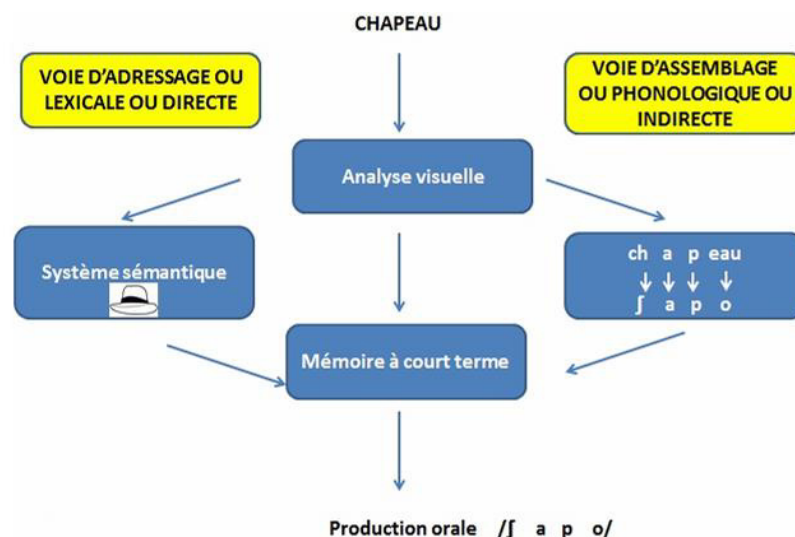 CHAPEAU
VOIE D'ADRESSAGE OU
LEXICALE OU DIRECTE
VOIE D'ASSEMBLAGE
OU PHONOLOGIQUE OU
INDIRECTE
Analyse visuelle
Système sémantique
ch a p eau
ʃ a p o
Mémoire à court terme
Production orale /ʃ a p o/